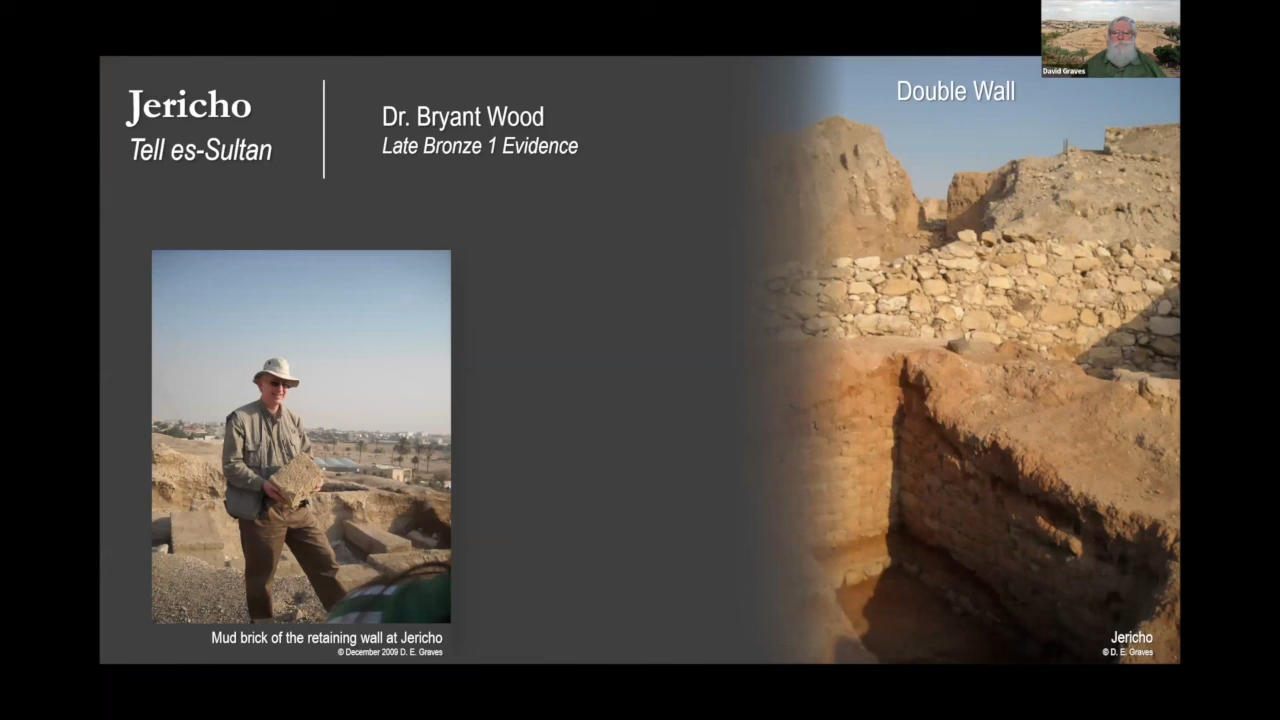 David Graves
Jericho
Tell es-Sultan
Dr. Bryant Wood
Late Bronze 1 Evidence
Double Wall
Mud brick of the retaining wall at Jericho
© December 2009 D. E. Graves
Jericho
© D. E. Graves